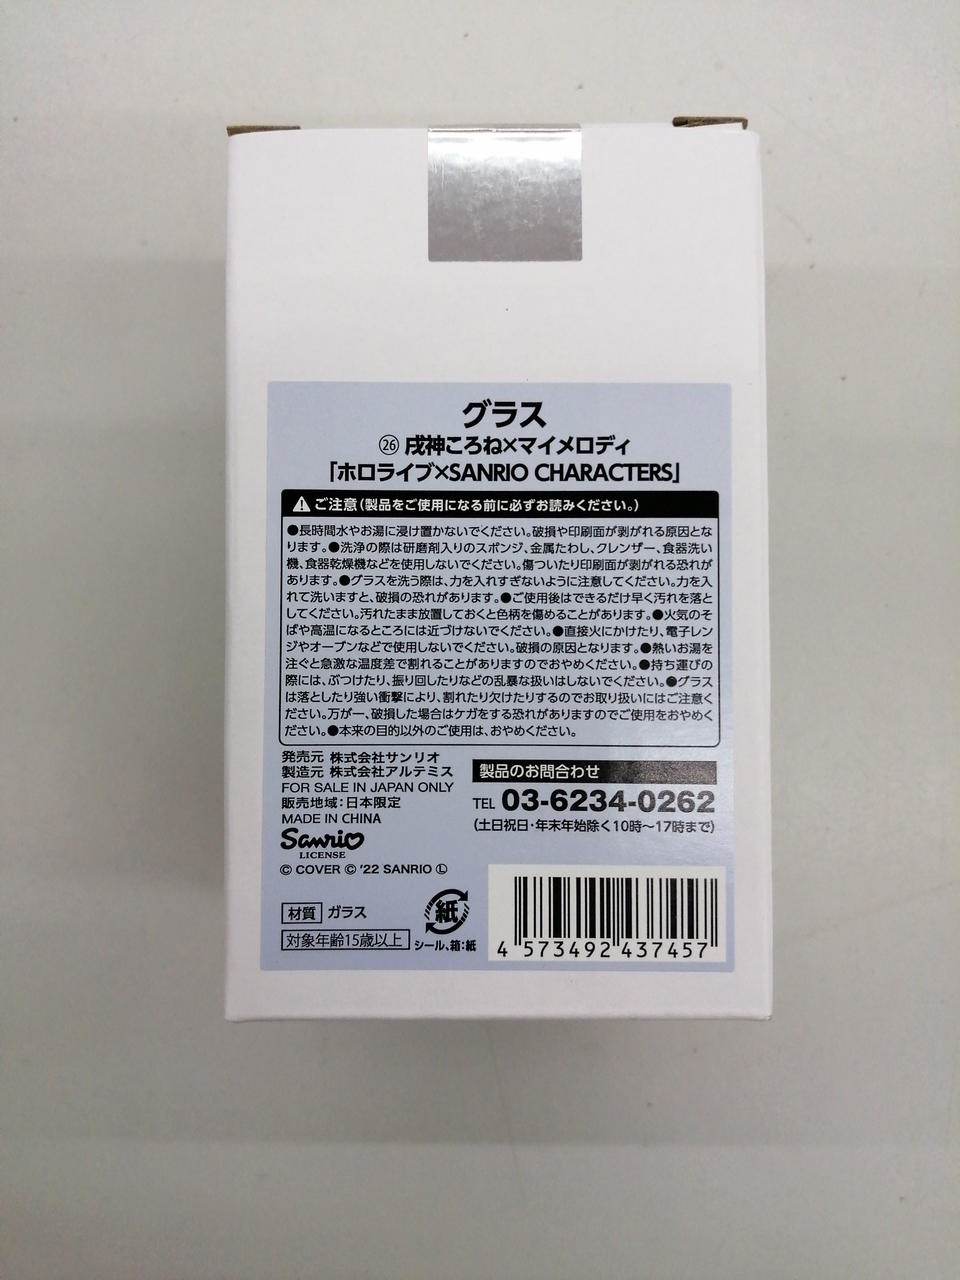 グラス
㉖ 戌神ころね×マイメロディ
「ホロライブ×SANRIO CHARACTERS」
ご注意(製品をご使用になる前に必ずお読みください。)
●長時間水やお湯に浸け置かないでください。破損や印刷面が剥がれる原因とな
ります。●洗浄の際は研磨剤入りのスポンジ、金属たわし、クレンザー、食器洗い
機、食器乾燥機などを使用しないでください。傷ついたり印刷面が剥がれる恐れが
あります。●グラスを洗う際は、力を入れすぎないように注意してください。力を入
れて洗いますと、破損の恐れがあります。●ご使用後はできるだけ早く汚れを落と
してください。汚れたまま放置しておくと色柄を傷めることがあります。●火気のそ
ばや高温になるところには近づけないでください。●直接火にかけたり、電子レン
ジやオーブンなどで使用しないでください。破損の原因となります。●熱いお湯を
注ぐと急激な温度差で割れることがありますのでおやめください。●持ち運びの
際には、ぶつけたり、振り回したりなどの乱暴な扱いはしないでください。●グラス
は落としたり強い衝撃により、割れたり欠けたりするのでお取り扱いにはご注意く
ださい。万が一、破損した場合はケガをする恐れがありますのでご使用をおやめく
ださい。●本来の目的以外のご使用は、おやめください。
発売元 株式会社サンリオ
製造元 株式会社アルテミス
FOR SALE IN JAPAN ONLY
販売地域:日本限定
MADE IN CHINA
Sanrio
LICENSE
© COVER © '22 SANRIO Ⓛ
製品のお問合わせ
TEL 03-6234-0262
(土日祝日・年末年始除く10時〜17時まで)
材質 ガラス
対象年齢15歳以上
紙
シール、箱:紙
4 573492 437457